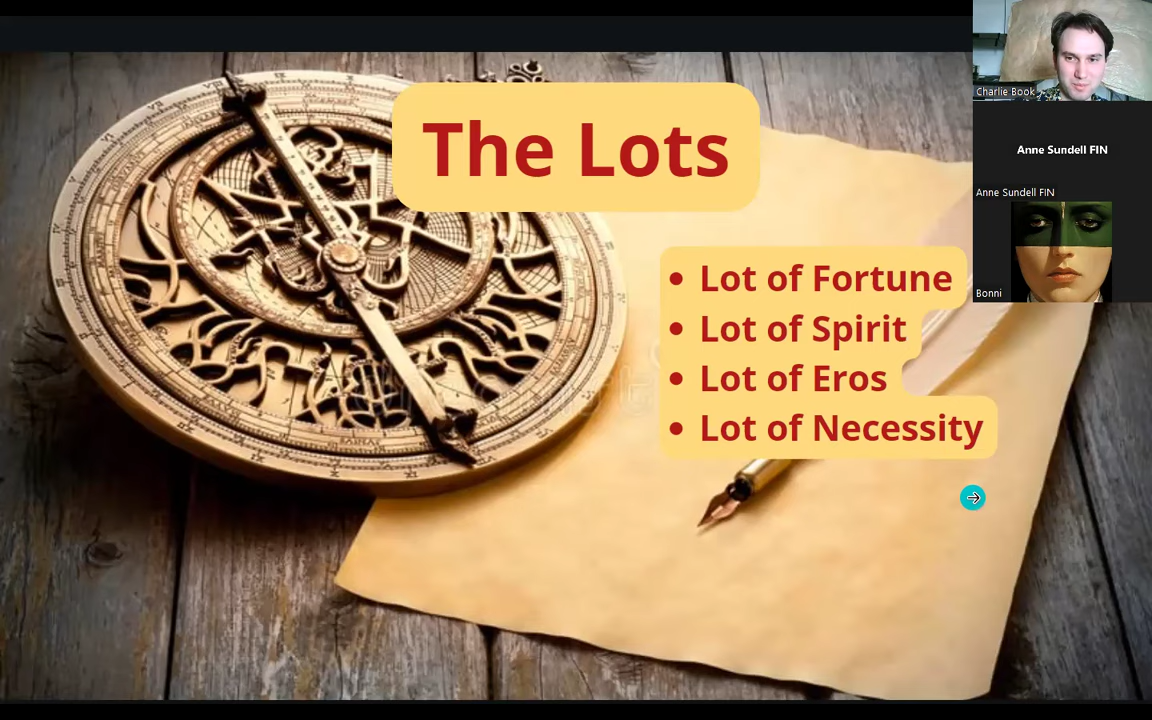 The Lots
• Lot of Fortune
• Lot of Spirit
• Lot of Eros
• Lot of Necessity
Charlie Book
Anne Sundell FIN
Anne Sundell FIN
Bonni